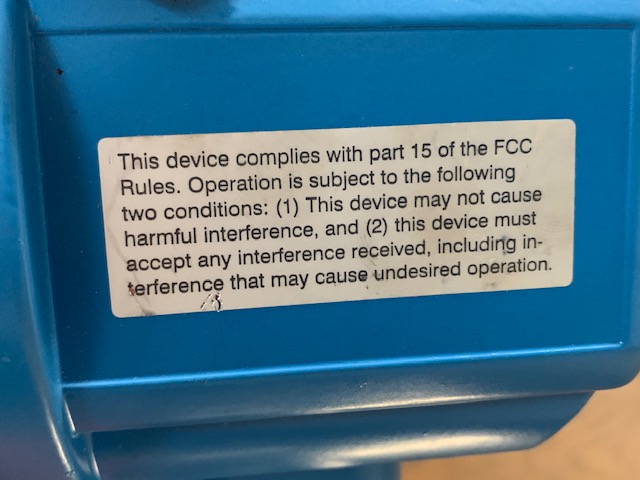 This device complies with part 15 of the FCC
Rules. Operation is subject to the following
two conditions: (1) This device may not cause
harmful interference, and (2) this device must
accept any interference received, including in-
terference that may cause undesired operation.